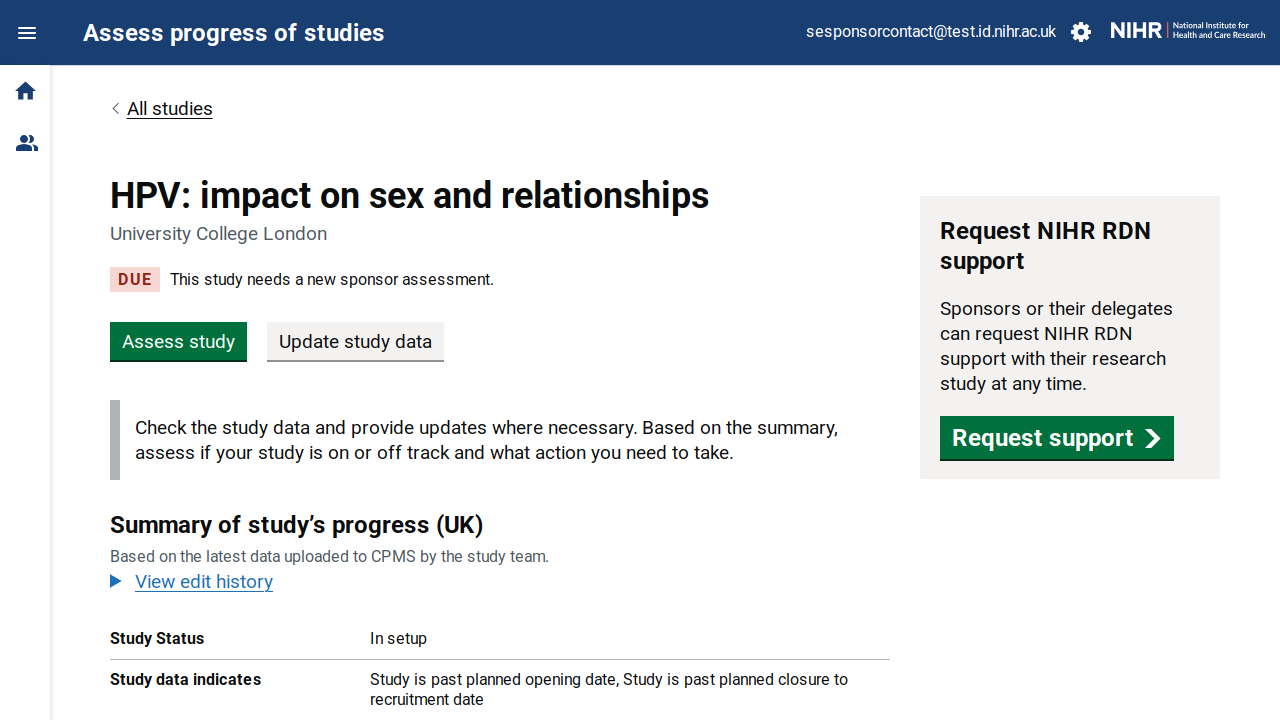 Assess progress of studies
sesponsorcontact@test.id.nihr.ac.uk
NIHR
National Institute for
Health and Care Research
All studies
HPV: impact on sex and relationships
University College London
DUE
This study needs a new sponsor assessment.
Assess study
Update study data
Check the study data and provide updates where necessary. Based on the summary,
assess if your study is on or off track and what action you need to take.
Summary of study’s progress (UK)
Based on the latest data uploaded to CPMS by the study team.
View edit history
Study Status
In setup
Study data indicates
Study is past planned opening date, Study is past planned closure to
recruitment date
Request NIHR RDN
support
Sponsors or their delegates
can request NIHR RDN
support with their research
study at any time.
Request support